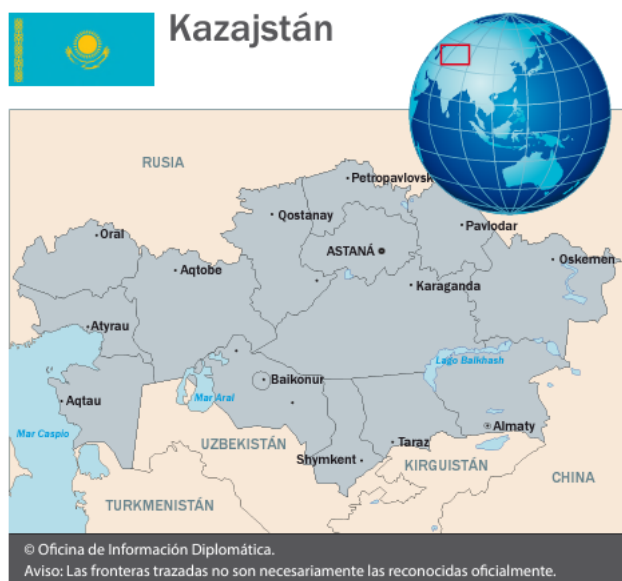 Kazajstán
RUSIA
Petropavlovsk
Qostanay
Pavlodar
Oral
ASTANÁ
Oskemen
Aqtobe
Karaganda
Atyrau
Lago Balkhash
Baikonur
Aqtau
Mar Aral
Almaty
Mar Caspio
UZBEKISTÁN
Taraz
Shymkent
KIRGUISTÁN
CHINA
TURKMENISTÁN
© Oficina de Información Diplomática.
Aviso: Las fronteras trazadas no son necesariamente las reconocidas oficialmente.